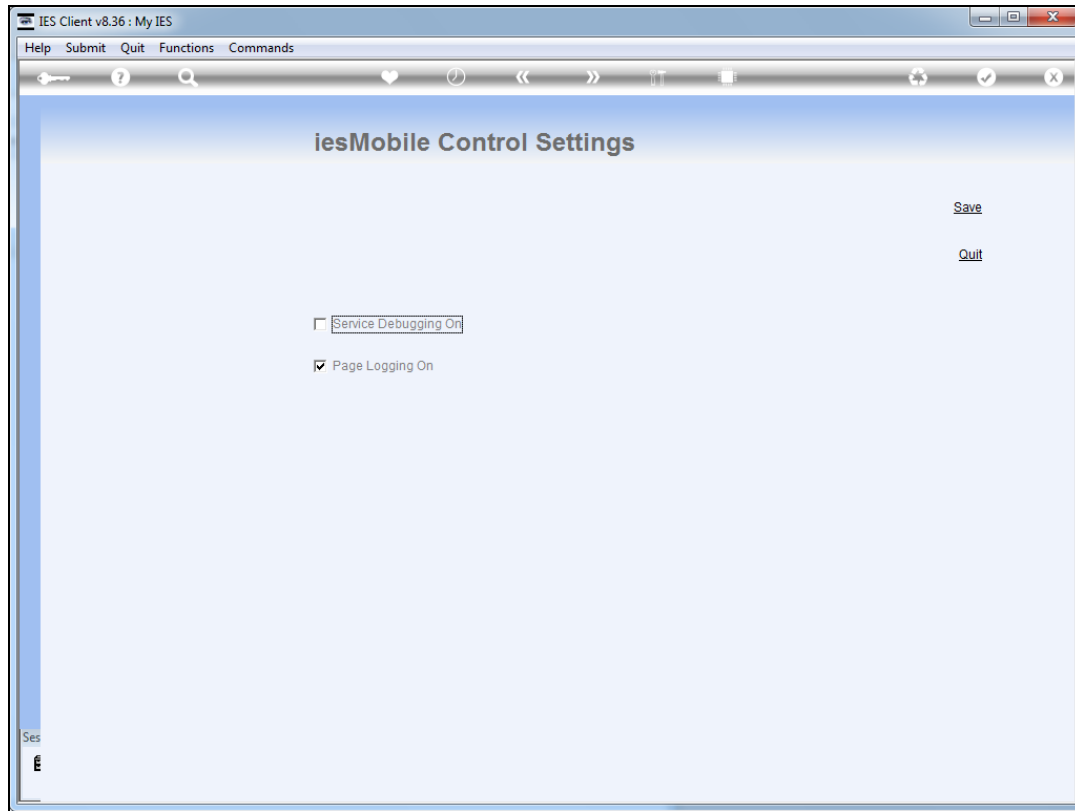 IES Client v8.36 : My IES
Help Submit Quit Functions Commands
iesMobile Control Settings
Save
Quit
Service Debugging On
Page Logging On
Ses